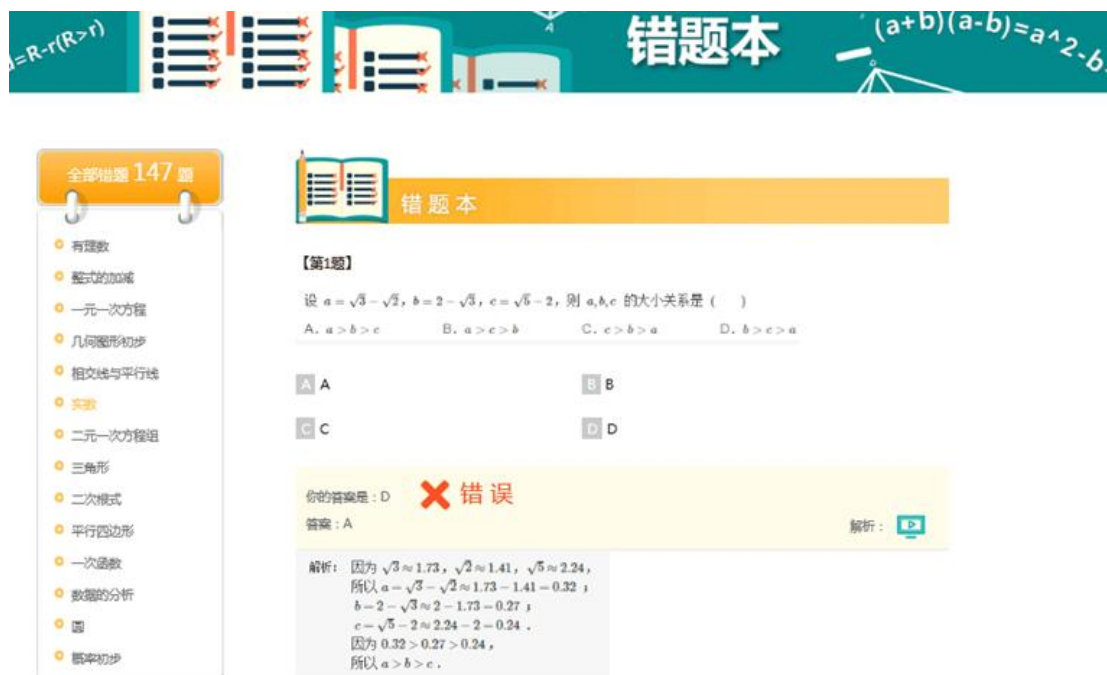 =R-r(R>r)
A
错题本
(a+b)(a-b)=a^2-b
全部错题 147 题
有理数
整式的加减
一元一次方程
几何图形初步
相交线与平行线
实数
二元一次方程组
三角形
二次根式
平行四边形
一次函数
数据的分析
圆
概率初步
错题本
【第1题】
设 a = √3 − √2，b = 2 − √3，c = √5 − 2，则 a,b,c 的大小关系是 (   )
A. a > b > c B. a > c > b C. c > b > a D. b > c > a
A A B B
C C D D
你的答案是：D 错误
答案：A 解析：
解析： 因为 √3 ≈ 1.73，√2 ≈ 1.41，√5 ≈ 2.24，
所以 a = √3 − √2 ≈ 1.73 − 1.41 = 0.32；
b = 2 − √3 ≈ 2 − 1.73 = 0.27；
c = √5 − 2 ≈ 2.24 − 2 = 0.24．
因为 0.32 > 0.27 > 0.24，
所以 a > b > c．